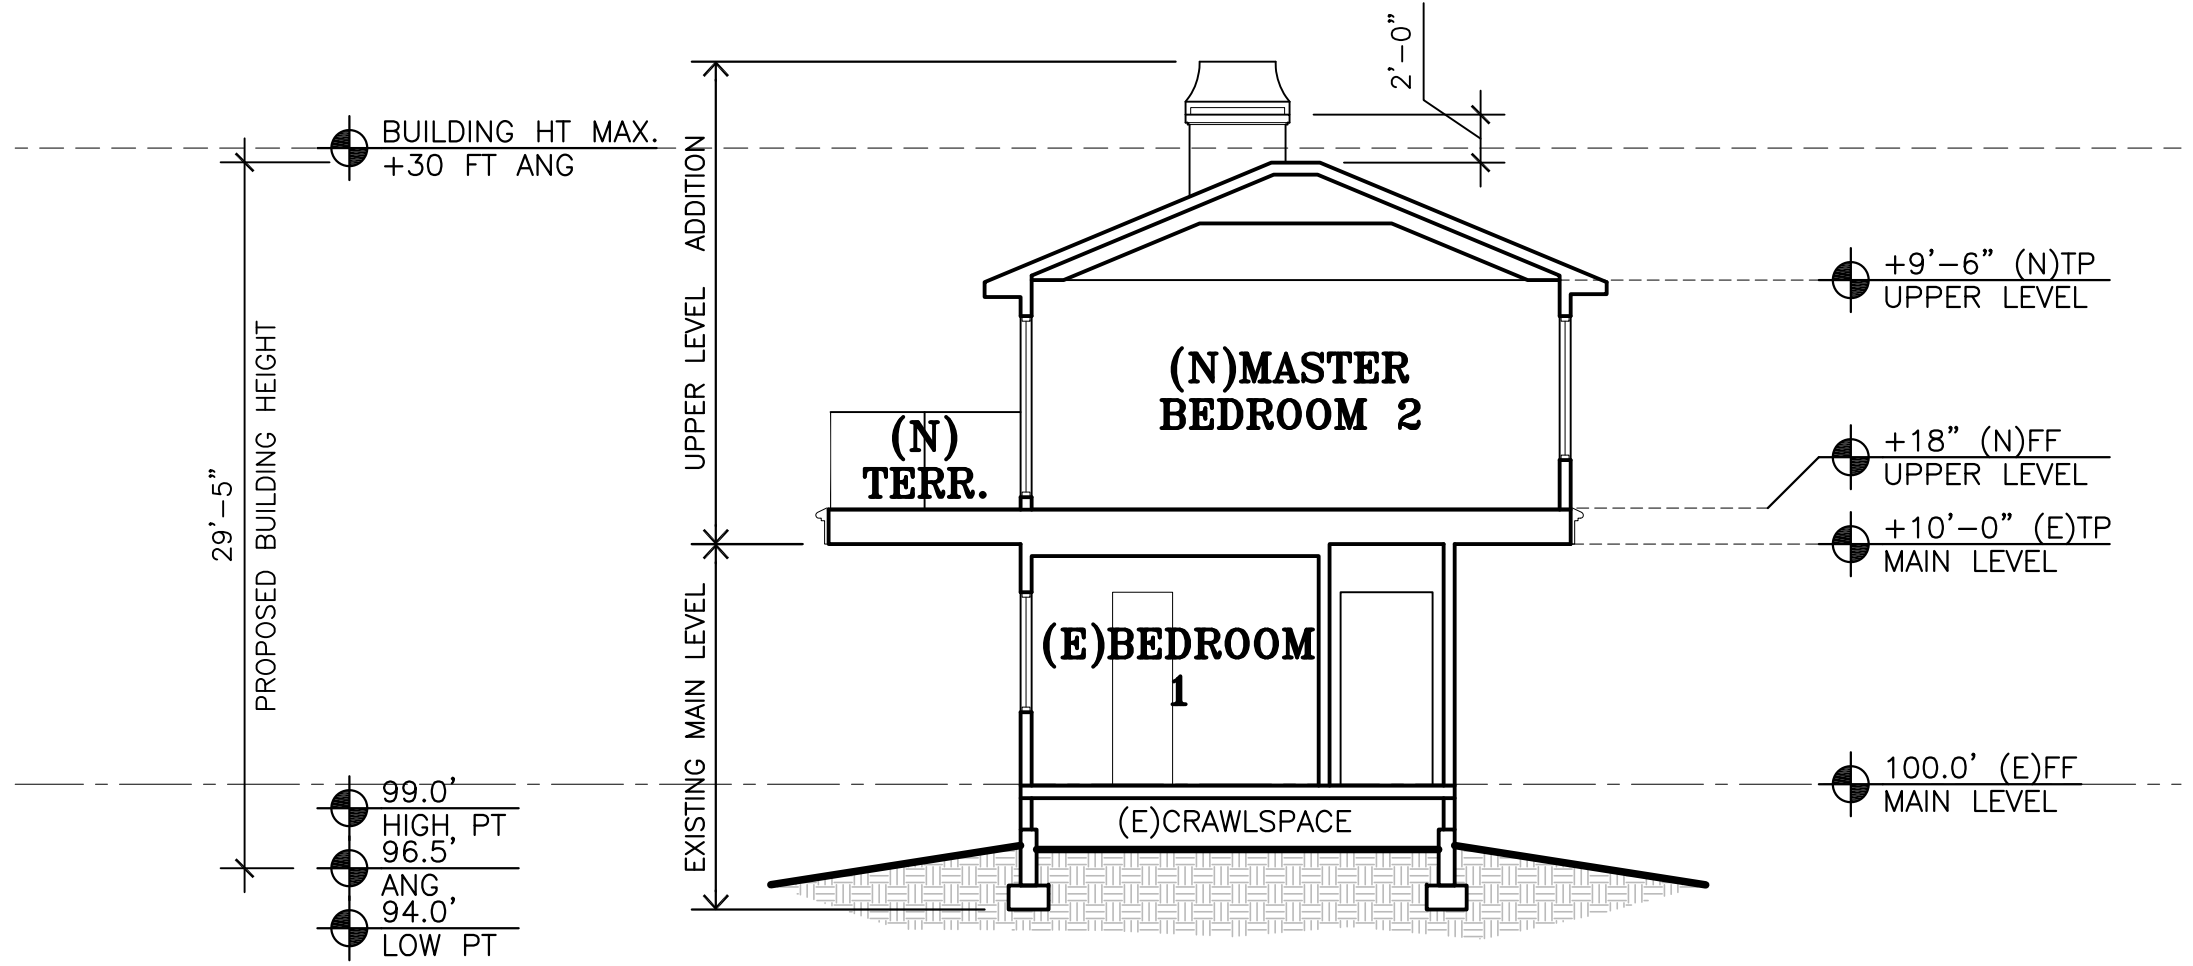 2'-0"
BUILDING HT MAX.
+30 FT ANG
UPPER LEVEL ADDITION
+9'-6" (N)TP
UPPER LEVEL
(N)MASTER
BEDROOM 2
(N)
TERR.
+18" (N)FF
UPPER LEVEL
+10'-0" (E)TP
MAIN LEVEL
29'-5"
PROPOSED BUILDING HEIGHT
EXISTING MAIN LEVEL
(E)BEDROOM
1
100.0' (E)FF
MAIN LEVEL
99.0'
HIGH PT
96.5'
ANG
94.0'
LOW PT
(E)CRAWLSPACE